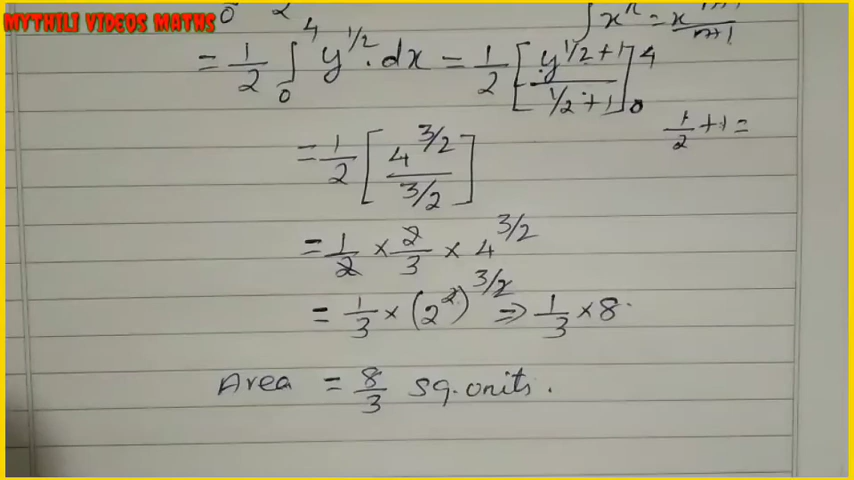 MYTHILI VIDEOS MATHS
0 2
∫ xⁿ = x^(n+1)/(n+1)
= 1/2 ∫₀⁴ y^(1/2) . dx = 1/2 [ y^(1/2 + 1) / (1/2 + 1) ]₀⁴
1/2 + 1 =
= 1/2 [ 4^(3/2) / (3/2) ]
= 1/2 × 2/3 × 4^(3/2)
= 1/3 × (2²)^(3/2) ⇒ 1/3 × 8
Area = 8/3 sq. units .